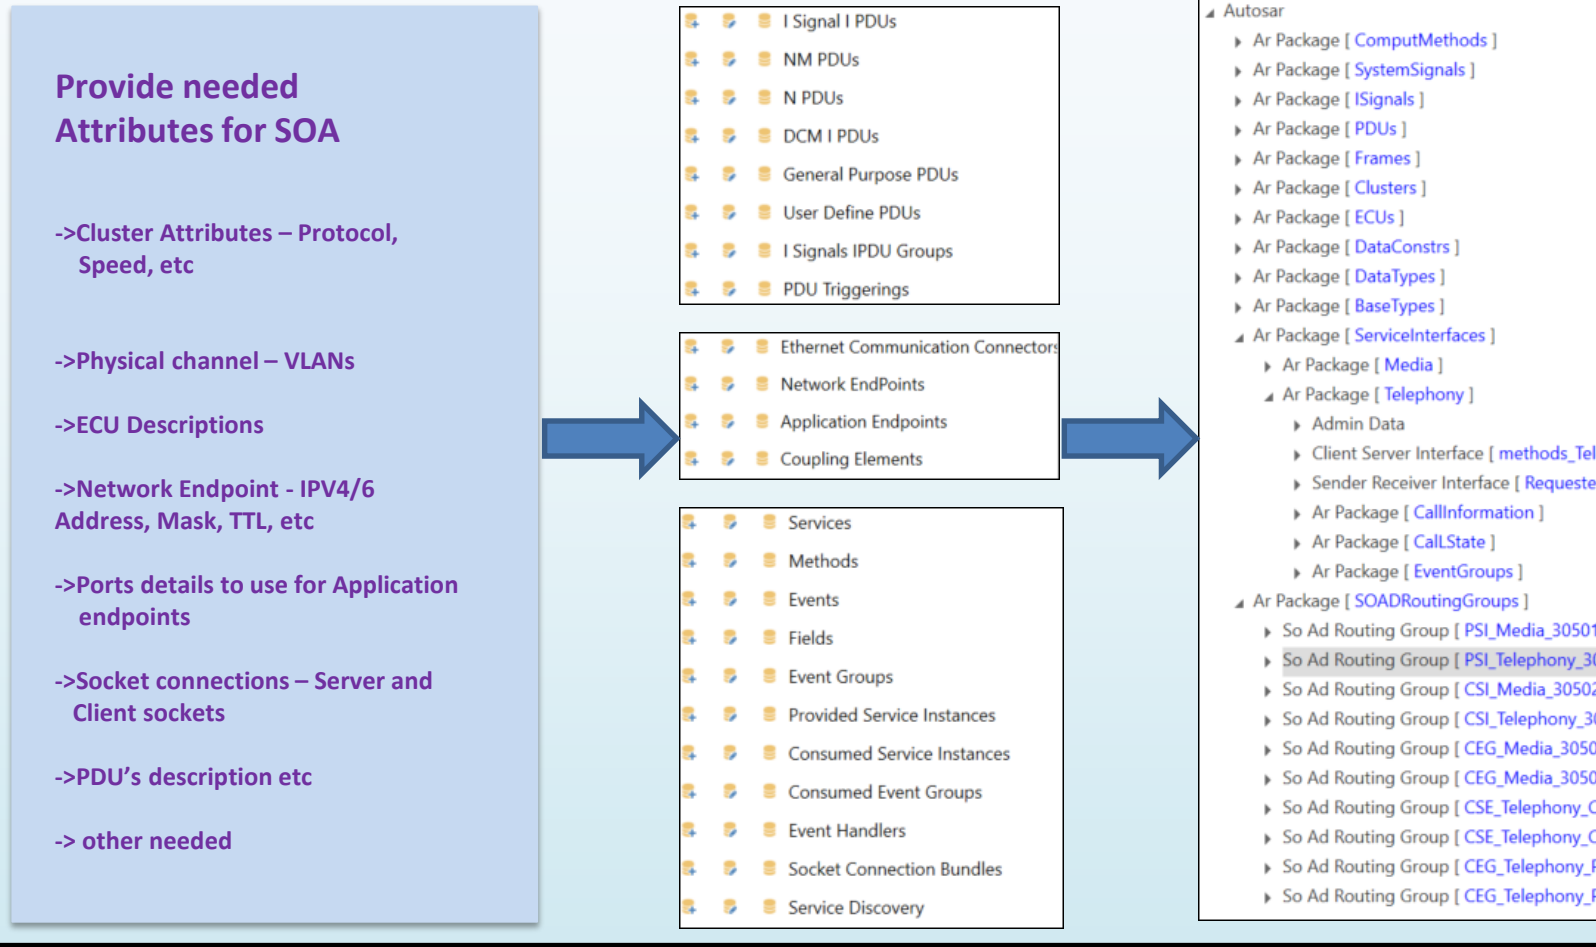 Provide needed
Attributes for SOA
->Cluster Attributes – Protocol,
Speed, etc
->Physical channel – VLANs
->ECU Descriptions
->Network Endpoint - IPV4/6
Address, Mask, TTL, etc
->Ports details to use for Application
endpoints
->Socket connections – Server and
Client sockets
->PDU’s description etc
-> other needed
I Signal I PDUs
NM PDUs
N PDUs
DCM I PDUs
General Purpose PDUs
User Define PDUs
I Signals IPDU Groups
PDU Triggerings
Ethernet Communication Connectors
Network EndPoints
Application Endpoints
Coupling Elements
Services
Methods
Events
Fields
Event Groups
Provided Service Instances
Consumed Service Instances
Consumed Event Groups
Event Handlers
Socket Connection Bundles
Service Discovery
Autosar
Ar Package [ ComputMethods ]
Ar Package [ SystemSignals ]
Ar Package [ ISignals ]
Ar Package [ PDUs ]
Ar Package [ Frames ]
Ar Package [ Clusters ]
Ar Package [ ECUs ]
Ar Package [ DataConstrs ]
Ar Package [ DataTypes ]
Ar Package [ BaseTypes ]
Ar Package [ ServiceInterfaces ]
Ar Package [ Media ]
Ar Package [ Telephony ]
Admin Data
Client Server Interface [ methods_Tel
Sender Receiver Interface [ Requeste
Ar Package [ CallInformation ]
Ar Package [ CalLState ]
Ar Package [ EventGroups ]
Ar Package [ SOADRoutingGroups ]
So Ad Routing Group [ PSI_Media_30501
So Ad Routing Group [ PSI_Telephony_30
So Ad Routing Group [ CSI_Media_30502
So Ad Routing Group [ CSI_Telephony_30
So Ad Routing Group [ CEG_Media_3050
So Ad Routing Group [ CEG_Media_3050
So Ad Routing Group [ CSE_Telephony_C
So Ad Routing Group [ CSE_Telephony_C
So Ad Routing Group [ CEG_Telephony_P
So Ad Routing Group [ CEG_Telephony_P